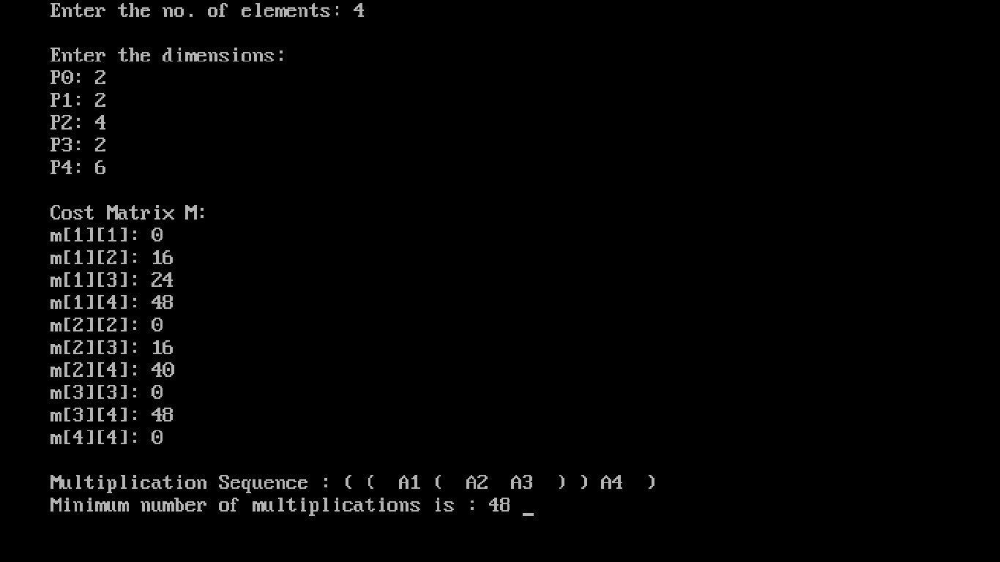 Enter the no. of elements: 4
Enter the dimensions:
P0: 2
P1: 2
P2: 4
P3: 2
P4: 6
Cost Matrix M:
m[1][1]: 0
m[1][2]: 16
m[1][3]: 24
m[1][4]: 48
m[2][2]: 0
m[2][3]: 16
m[2][4]: 40
m[3][3]: 0
m[3][4]: 48
m[4][4]: 0
Multiplication Sequence : ( (  A1 (  A2  A3  ) ) A4  )
Minimum number of multiplications is : 48 _